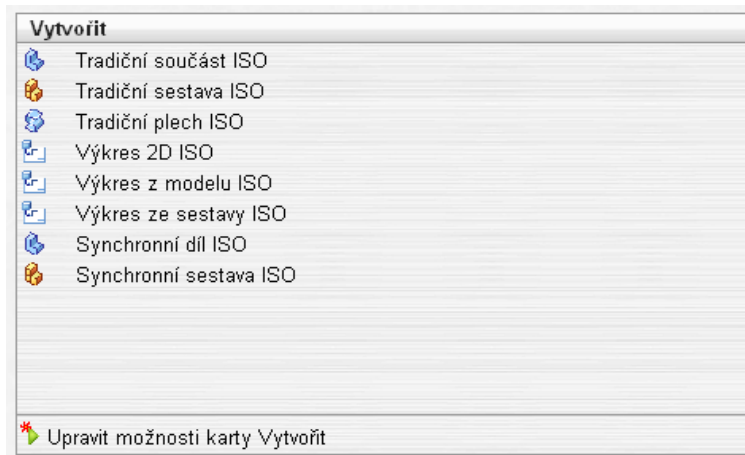 Vytvořit
Tradiční součást ISO
Tradiční sestava ISO
Tradiční plech ISO
Výkres 2D ISO
Výkres z modelu ISO
Výkres ze sestavy ISO
Synchronní díl ISO
Synchronní sestava ISO
Upravit možnosti karty Vytvořit